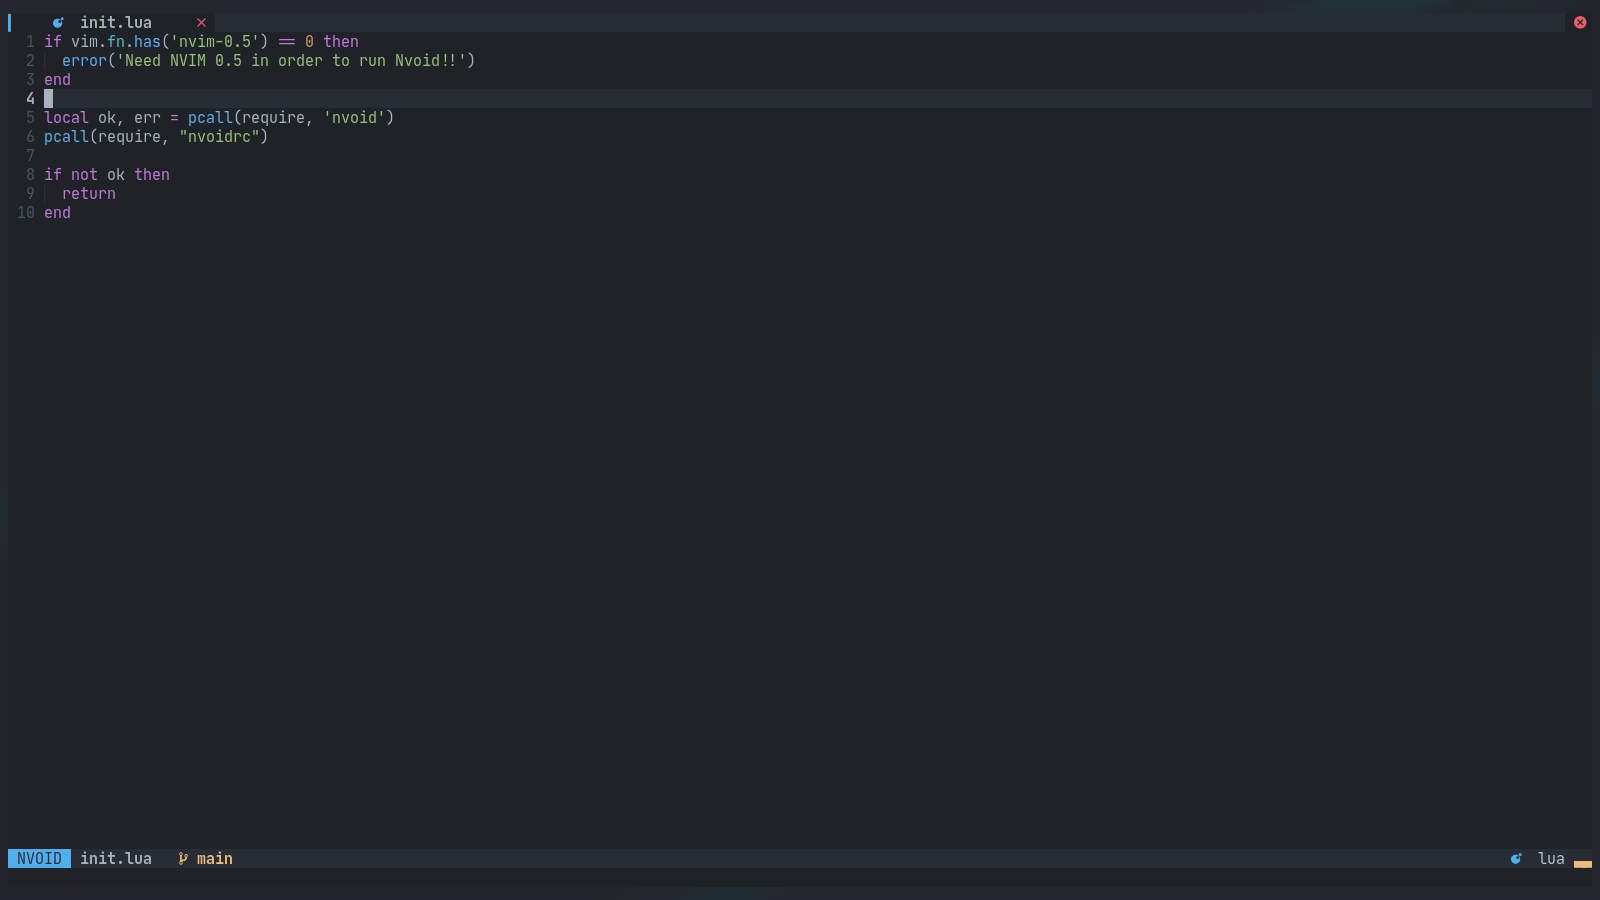 init.lua
1 if vim.fn.has('nvim-0.5') == 0 then
2   error('Need NVIM 0.5 in order to run Nvoid!!')
3 end
4
5 local ok, err = pcall(require, 'nvoid')
6 pcall(require, "nvoidrc")
7
8 if not ok then
9   return
10 end
NVOID init.lua main lua